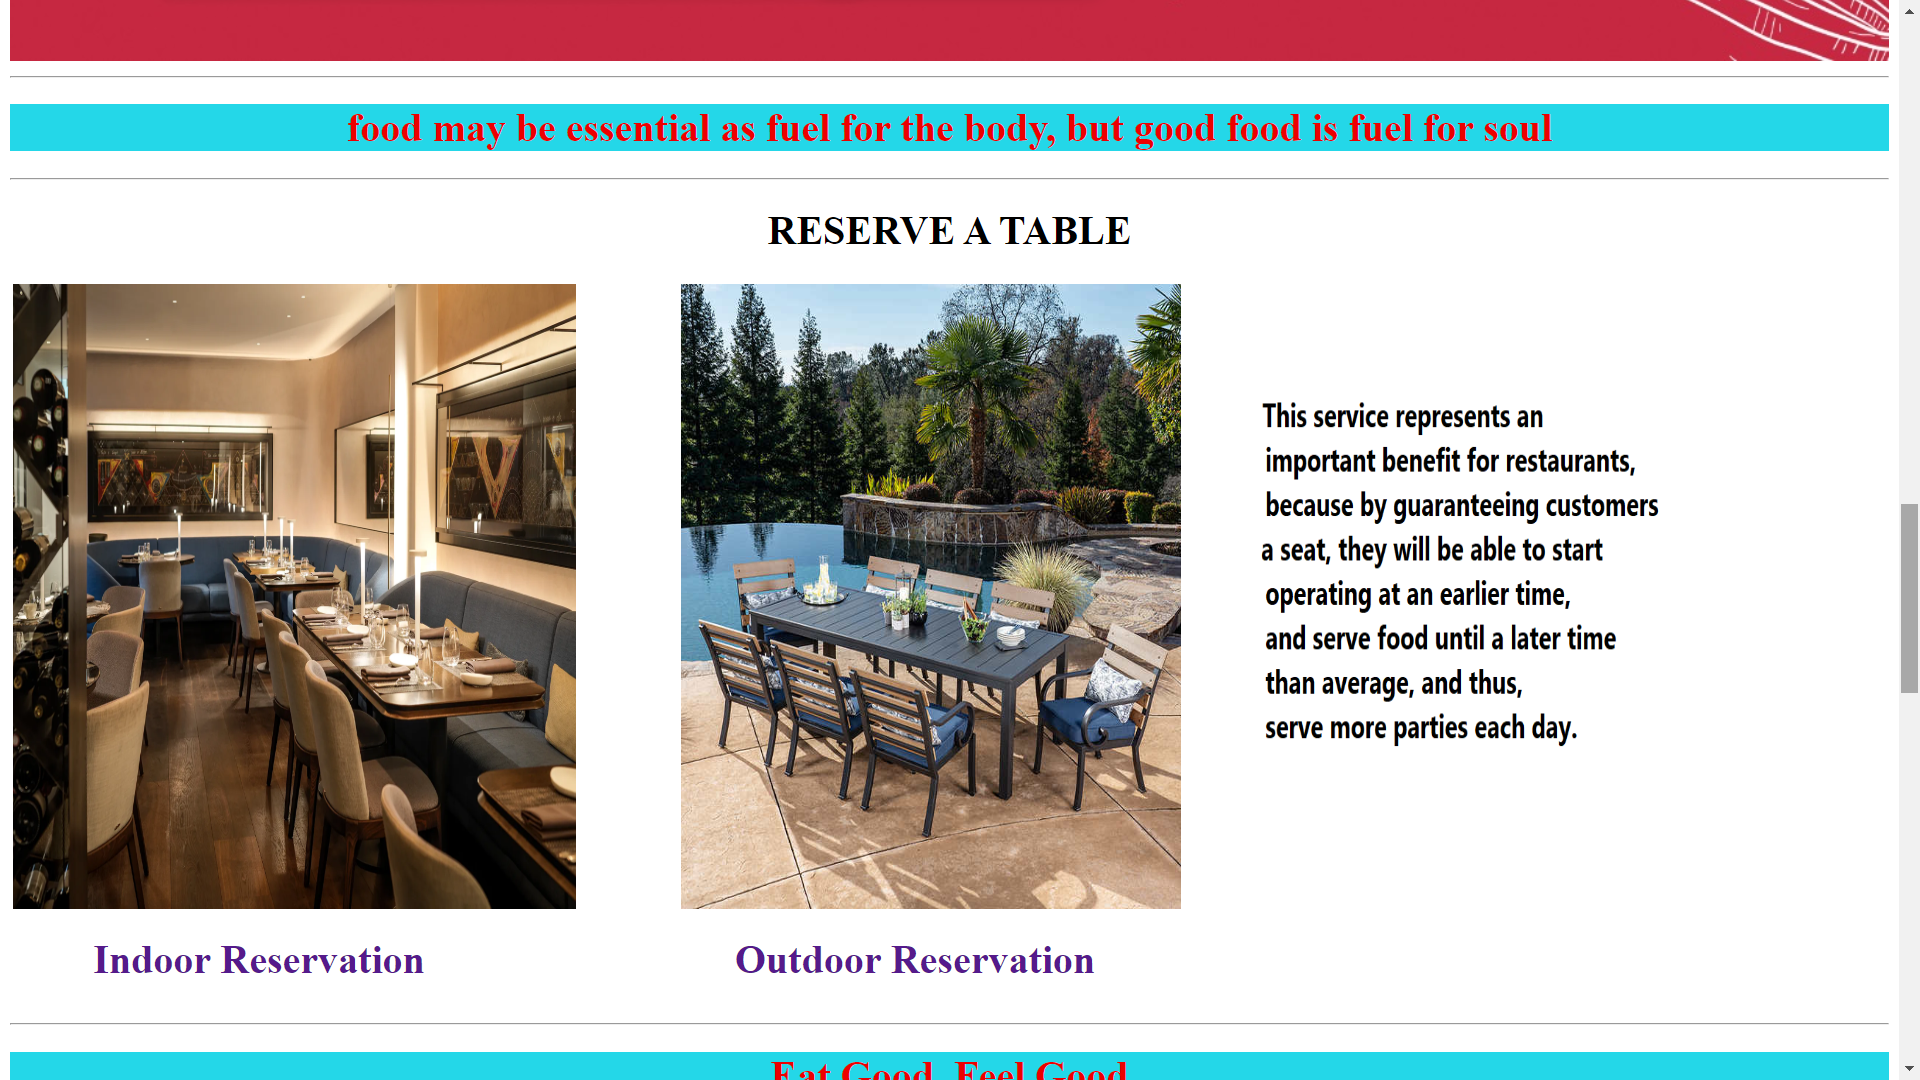 food may be essential as fuel for the body, but good food is fuel for soul
RESERVE A TABLE
This service represents an
important benefit for restaurants,
because by guaranteeing customers
a seat, they will be able to start
operating at an earlier time,
and serve food until a later time
than average, and thus,
serve more parties each day.
Indoor Reservation
Outdoor Reservation
Eat Good, Feel Good